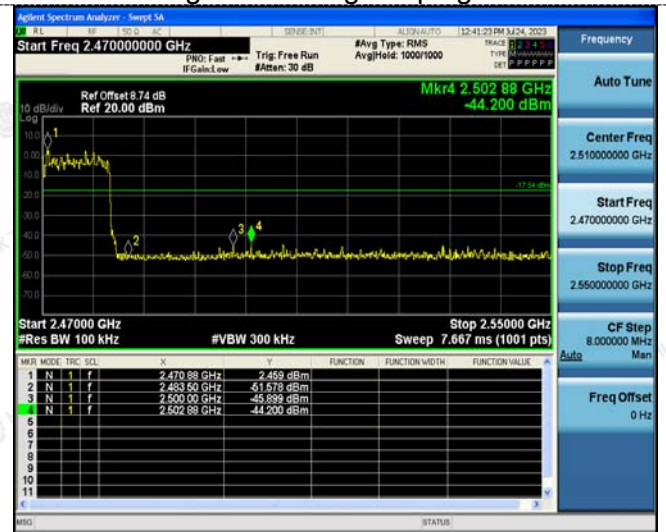 Agilent Spectrum Analyzer - Swept SA
RL RF 50 Ω AC SENSE:INT ALIGN AUTO 12:41:23 PM Jul 24, 2023
Start Freq 2.470000000 GHz
PNO: Fast
IFGain:Low
Trig: Free Run
#Atten: 30 dB
#Avg Type: RMS
Avg|Hold: 1000/1000
TRACE 1 2 3 4 5 6
TYPE
DET P P P P P P
Frequency
Ref Offset 8.74 dB
Ref 20.00 dBm
10 dB/div
Log
Mkr4 2.502 88 GHz
-44.200 dBm
10.0
0.00
-10.0
-20.0
-30.0
-40.0
-50.0
-60.0
-70.0
1
2
3
4
-17.54 dBm
Start 2.47000 GHz
#Res BW 100 kHz
#VBW 300 kHz
Stop 2.55000 GHz
Sweep 7.667 ms (1001 pts)
MKR MODE TRC SCL X Y FUNCTION FUNCTION WIDTH FUNCTION VALUE
1 N 1 f 2.470 88 GHz 2.459 dBm
2 N 1 f 2.483 50 GHz -51.578 dBm
3 N 1 f 2.500 00 GHz -45.899 dBm
4 N 1 f 2.502 88 GHz -44.200 dBm
5
6
7
8
9
10
11
MSG
STATUS
Auto Tune
Center Freq
2.510000000 GHz
Start Freq
2.470000000 GHz
Stop Freq
2.550000000 GHz
CF Step
8.000000 MHz
Auto Man
Freq Offset
0 Hz